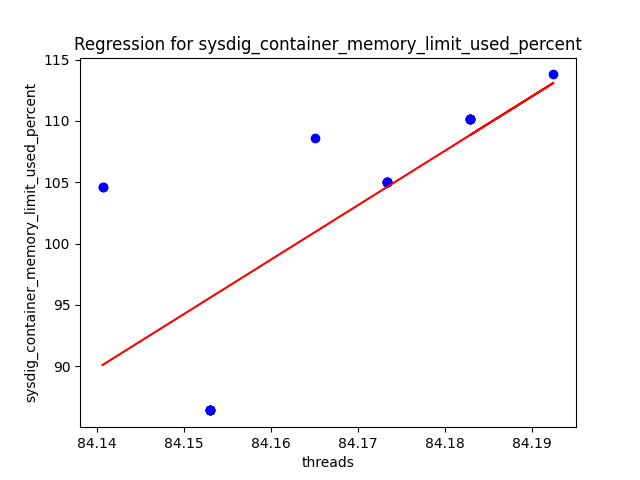 Regression for sysdig_container_memory_limit_used_percent
sysdig_container_memory_limit_used_percent
115
110
105
100
95
90
84.14 84.15 84.16 84.17 84.18 84.19
threads